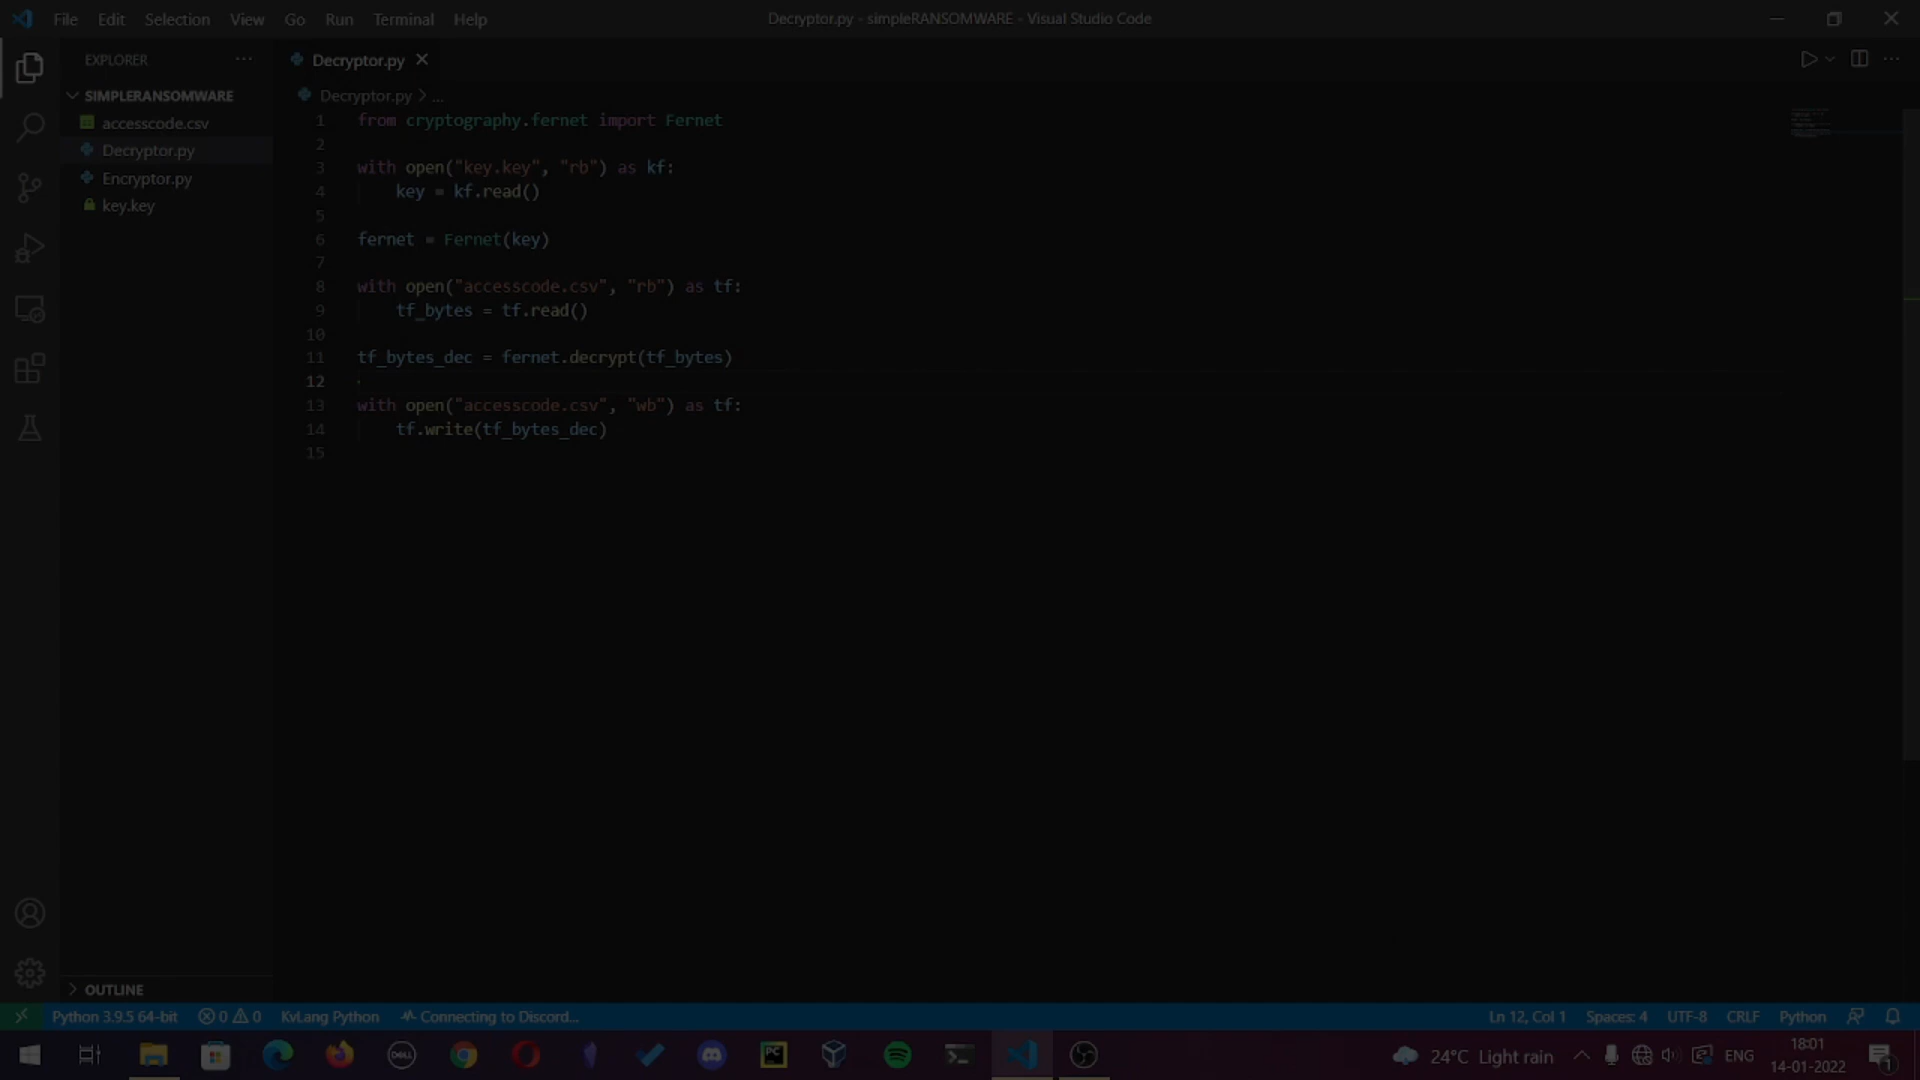 File Edit Selection View Go Run Terminal Help
Decryptor.py - simpleRANSOMWARE - Visual Studio Code
EXPLORER
Decryptor.py
SIMPLERANSOMWARE
accesscode.csv
Decryptor.py
Encryptor.py
key.key
Decryptor.py > ...
1 from cryptography.fernet import Fernet
2
3 with open("key.key", "rb") as kf:
4     key = kf.read()
5
6 fernet = Fernet(key)
7
8 with open("accesscode.csv", "rb") as tf:
9     tf_bytes = tf.read()
10
11 tf_bytes_dec = fernet.decrypt(tf_bytes)
12
13 with open("accesscode.csv", "wb") as tf:
14     tf.write(tf_bytes_dec)
15
OUTLINE
Python 3.9.5 64-bit 0 0 KvLang Python Connecting to Discord... Ln 12, Col 1 Spaces: 4 UTF-8 CRLF Python
DELL PC 24°C Light rain ENG 18:01
14-01-2022
1